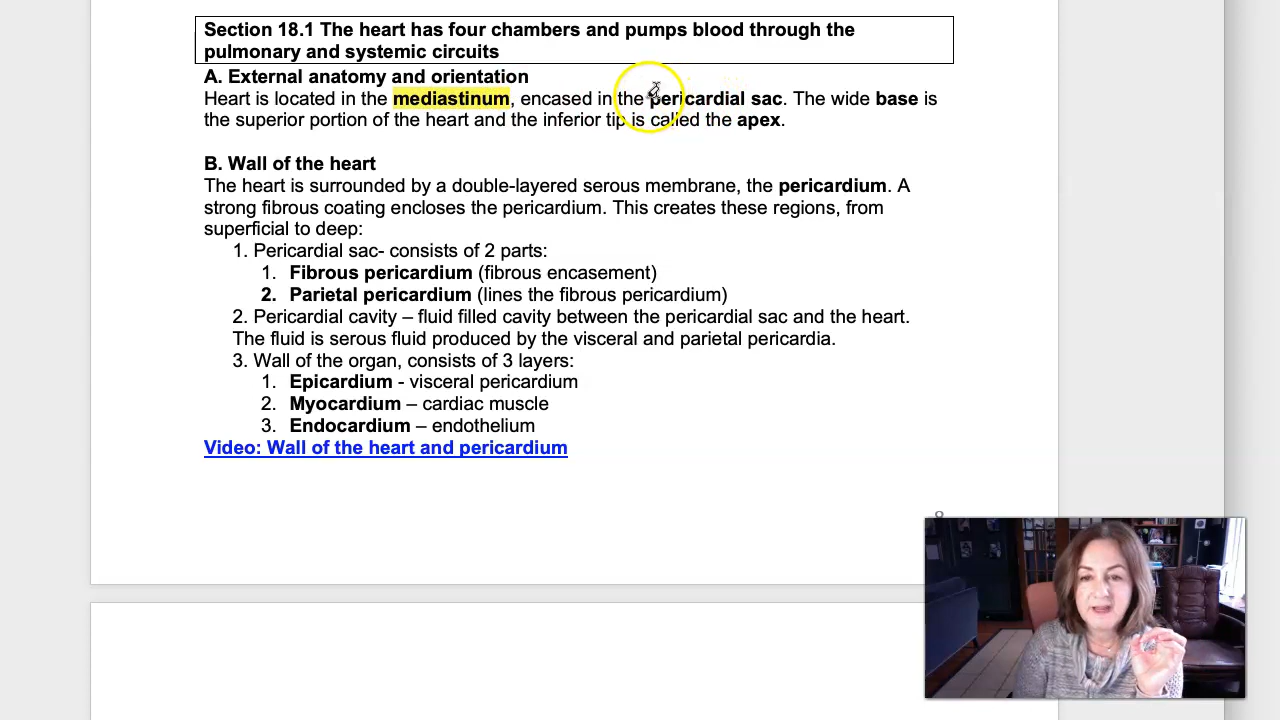 Section 18.1 The heart has four chambers and pumps blood through the
pulmonary and systemic circuits
A. External anatomy and orientation
Heart is located in the mediastinum, encased in the pericardial sac. The wide base is
the superior portion of the heart and the inferior tip is called the apex.
B. Wall of the heart
The heart is surrounded by a double-layered serous membrane, the pericardium. A
strong fibrous coating encloses the pericardium. This creates these regions, from
superficial to deep:
1. Pericardial sac- consists of 2 parts:
1. Fibrous pericardium (fibrous encasement)
2. Parietal pericardium (lines the fibrous pericardium)
2. Pericardial cavity – fluid filled cavity between the pericardial sac and the heart.
The fluid is serous fluid produced by the visceral and parietal pericardia.
3. Wall of the organ, consists of 3 layers:
1. Epicardium - visceral pericardium
2. Myocardium – cardiac muscle
3. Endocardium – endothelium
Video: Wall of the heart and pericardium